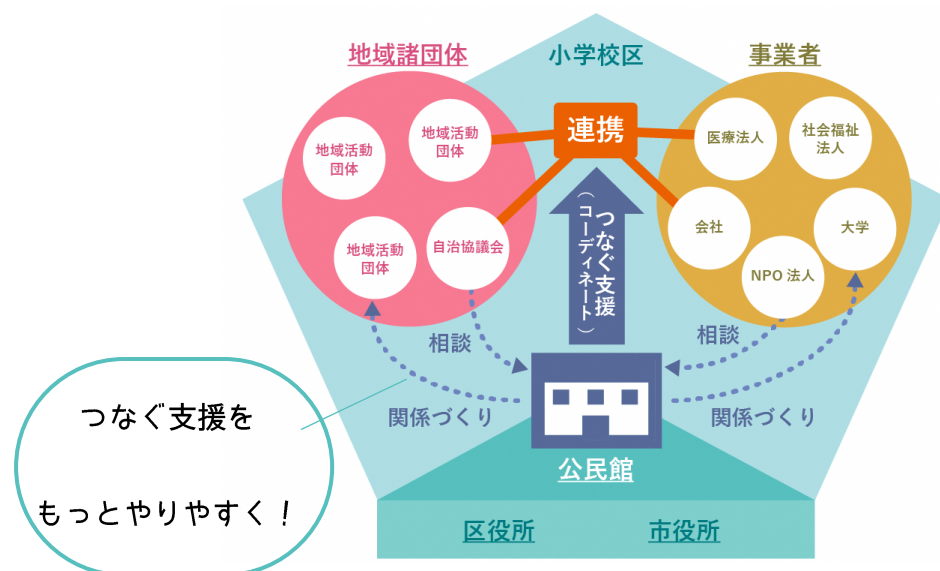 地域諸団体
小学校区
事業者
地域活動
団体
地域活動
団体
地域活動
団体
自治協議会
連携
医療法人
社会福祉
法人
会社
大学
NPO 法人
つなぐ支援
（コーディネート）
相談
相談
関係づくり
関係づくり
公民館
区役所
市役所
つなぐ支援を
もっとやりやすく！